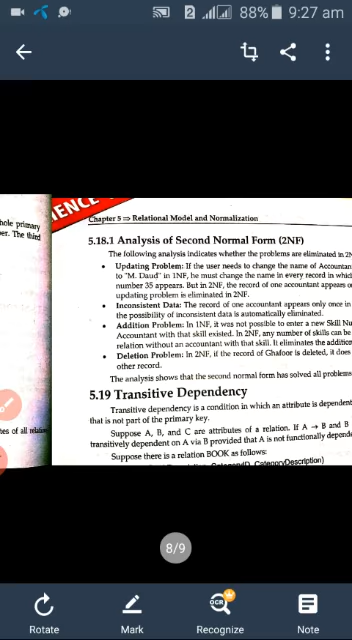 88% 9:27 am
hole primary
er. The third
IENCE
Chapter 5 ⇒ Relational Model and Normalization
5.18.1 Analysis of Second Normal Form (2NF)
The following analysis indicates whether the problems are eliminated in 2N
• Updating Problem: If the user needs to change the name of Accountan
to "M. Daud" in 1NF, he must change the name in every record in which
number 35 appears. But in 2NF, the record of one accountant appears o
updating problem is eliminated in 2NF.
• Inconsistent Data: The record of one accountant appears only once in
the possibility of inconsistent data is automatically eliminated.
• Addition Problem: In 1NF, it was not possible to enter a new Skill Nu
Accountant with that skill existed. In 2NF, any number of skills can be
relation without an accountant with that skill. It eliminates the addition
• Deletion Problem: In 2NF, if the record of Ghafoor is deleted, it does
other record.
The analysis shows that the second normal form has solved all problems
5.19 Transitive Dependency
Transitive dependency is a condition in which an attribute is dependent
that is not part of the primary key.
tes of all relation
Suppose A, B, and C are attributes of a relation. If A → B and B
transitively dependent on A via B provided that A is not functionally depende
Suppose there is a relation BOOK as follows:
CategoryDescription)
8/9
OCR
Rotate Mark Recognize Note